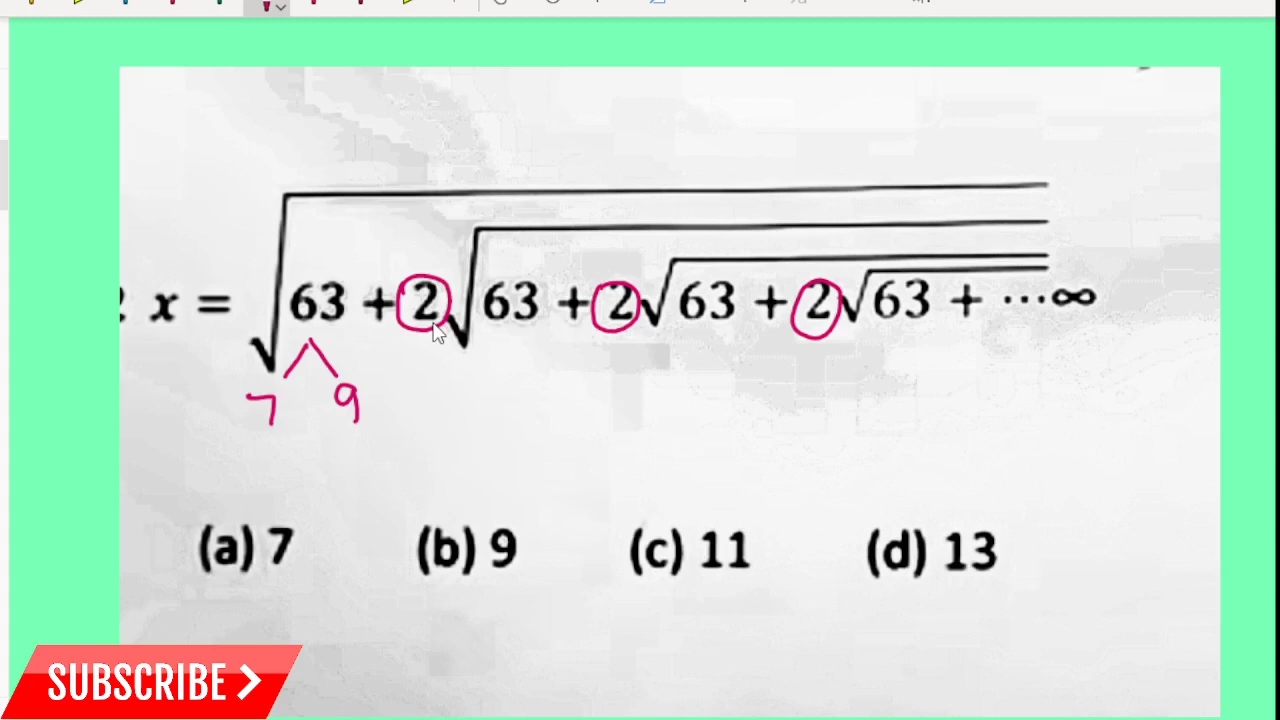 x = √(63 + 2√(63 + 2√(63 + 2√(63 + ···∞
7 9
(a) 7 (b) 9 (c) 11 (d) 13
SUBSCRIBE